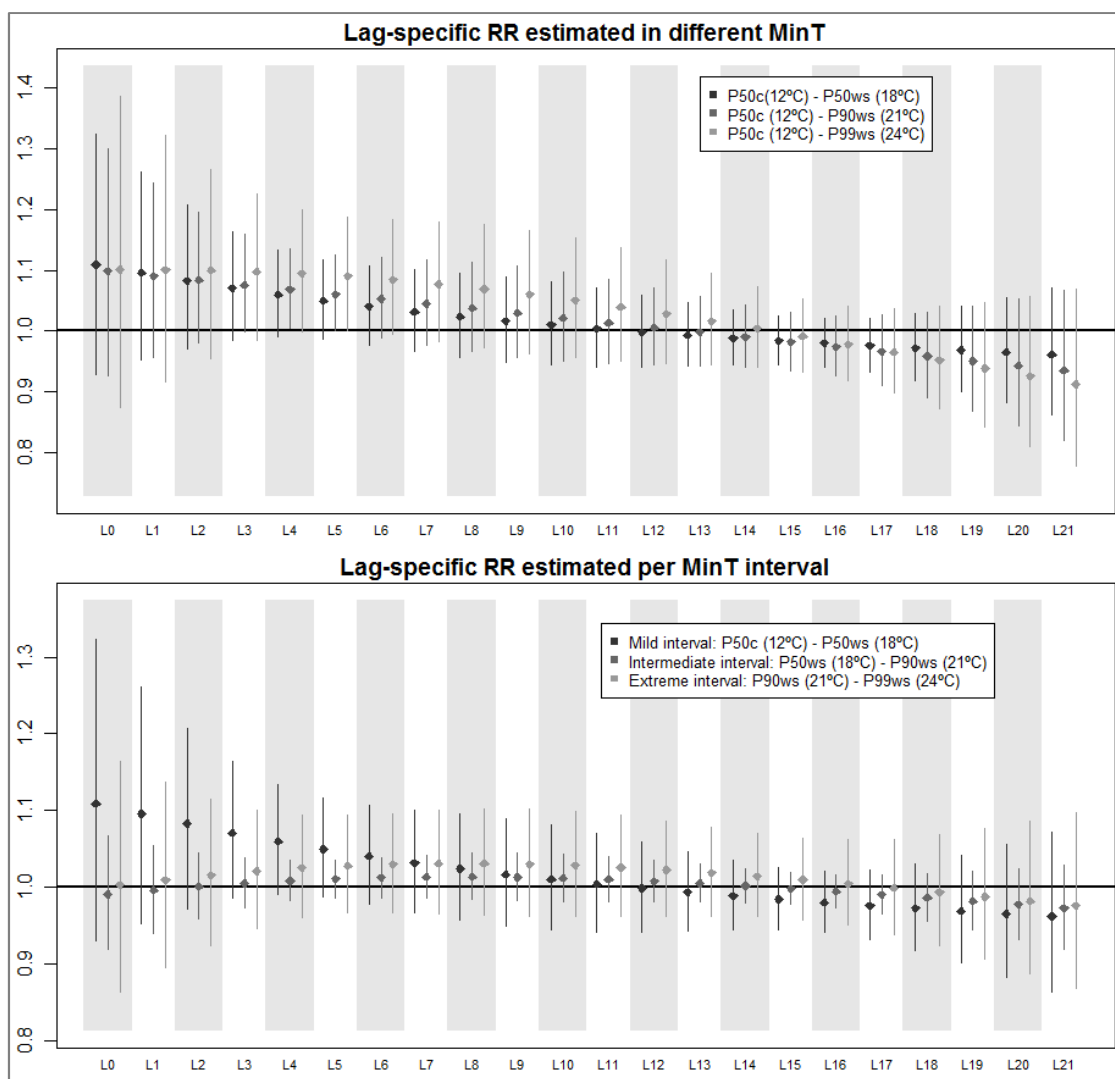 Lag-specific RR estimated in different MinT
P50c(12ºC) - P50ws (18ºC)
P50c (12ºC) - P90ws (21ºC)
P50c (12ºC) - P99ws (24ºC)
1.4
1.3
1.2
1.1
1.0
0.9
0.8
L0 L1 L2 L3 L4 L5 L6 L7 L8 L9 L10 L11 L12 L13 L14 L15 L16 L17 L18 L19 L20 L21
Lag-specific RR estimated per MinT interval
Mild interval: P50c (12ºC) - P50ws (18ºC)
Intermediate interval: P50ws (18ºC) - P90ws (21ºC)
Extreme interval: P90ws (21ºC) - P99ws (24ºC)
1.3
1.2
1.1
1.0
0.9
0.8
L0 L1 L2 L3 L4 L5 L6 L7 L8 L9 L10 L11 L12 L13 L14 L15 L16 L17 L18 L19 L20 L21